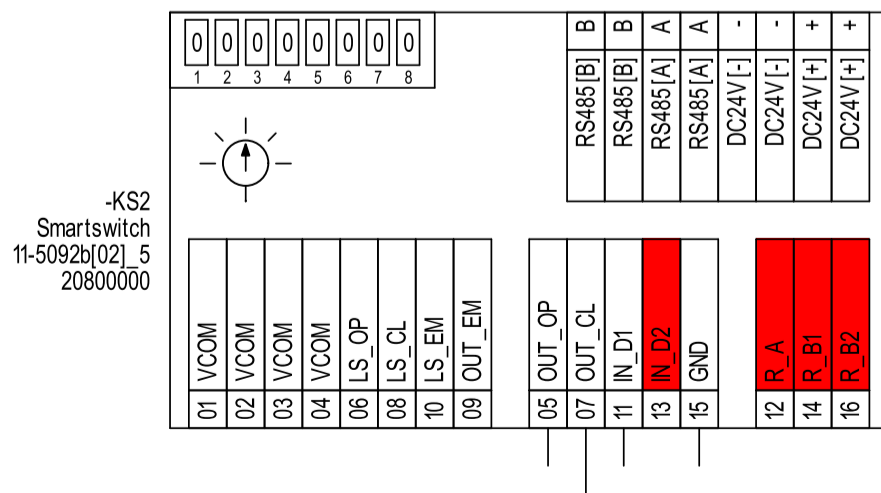 0 0 0 0 0 0 0 0
1 2 3 4 5 6 7 8
B B A A - - + +
RS485[B] RS485[B] RS485[A] RS485[A] DC24V[-] DC24V[-] DC24V[+] DC24V[+]
-KS2
Smartswitch
11-5092b[02]_5
20800000
VCOM VCOM VCOM VCOM LS_OP LS_CL LS_EM OUT_EM OUT_OP OUT_CL IN_D1 IN_D2 GND R_A R_B1 R_B2
01 02 03 04 06 08 10 09 05 07 11 13 15 12 14 16